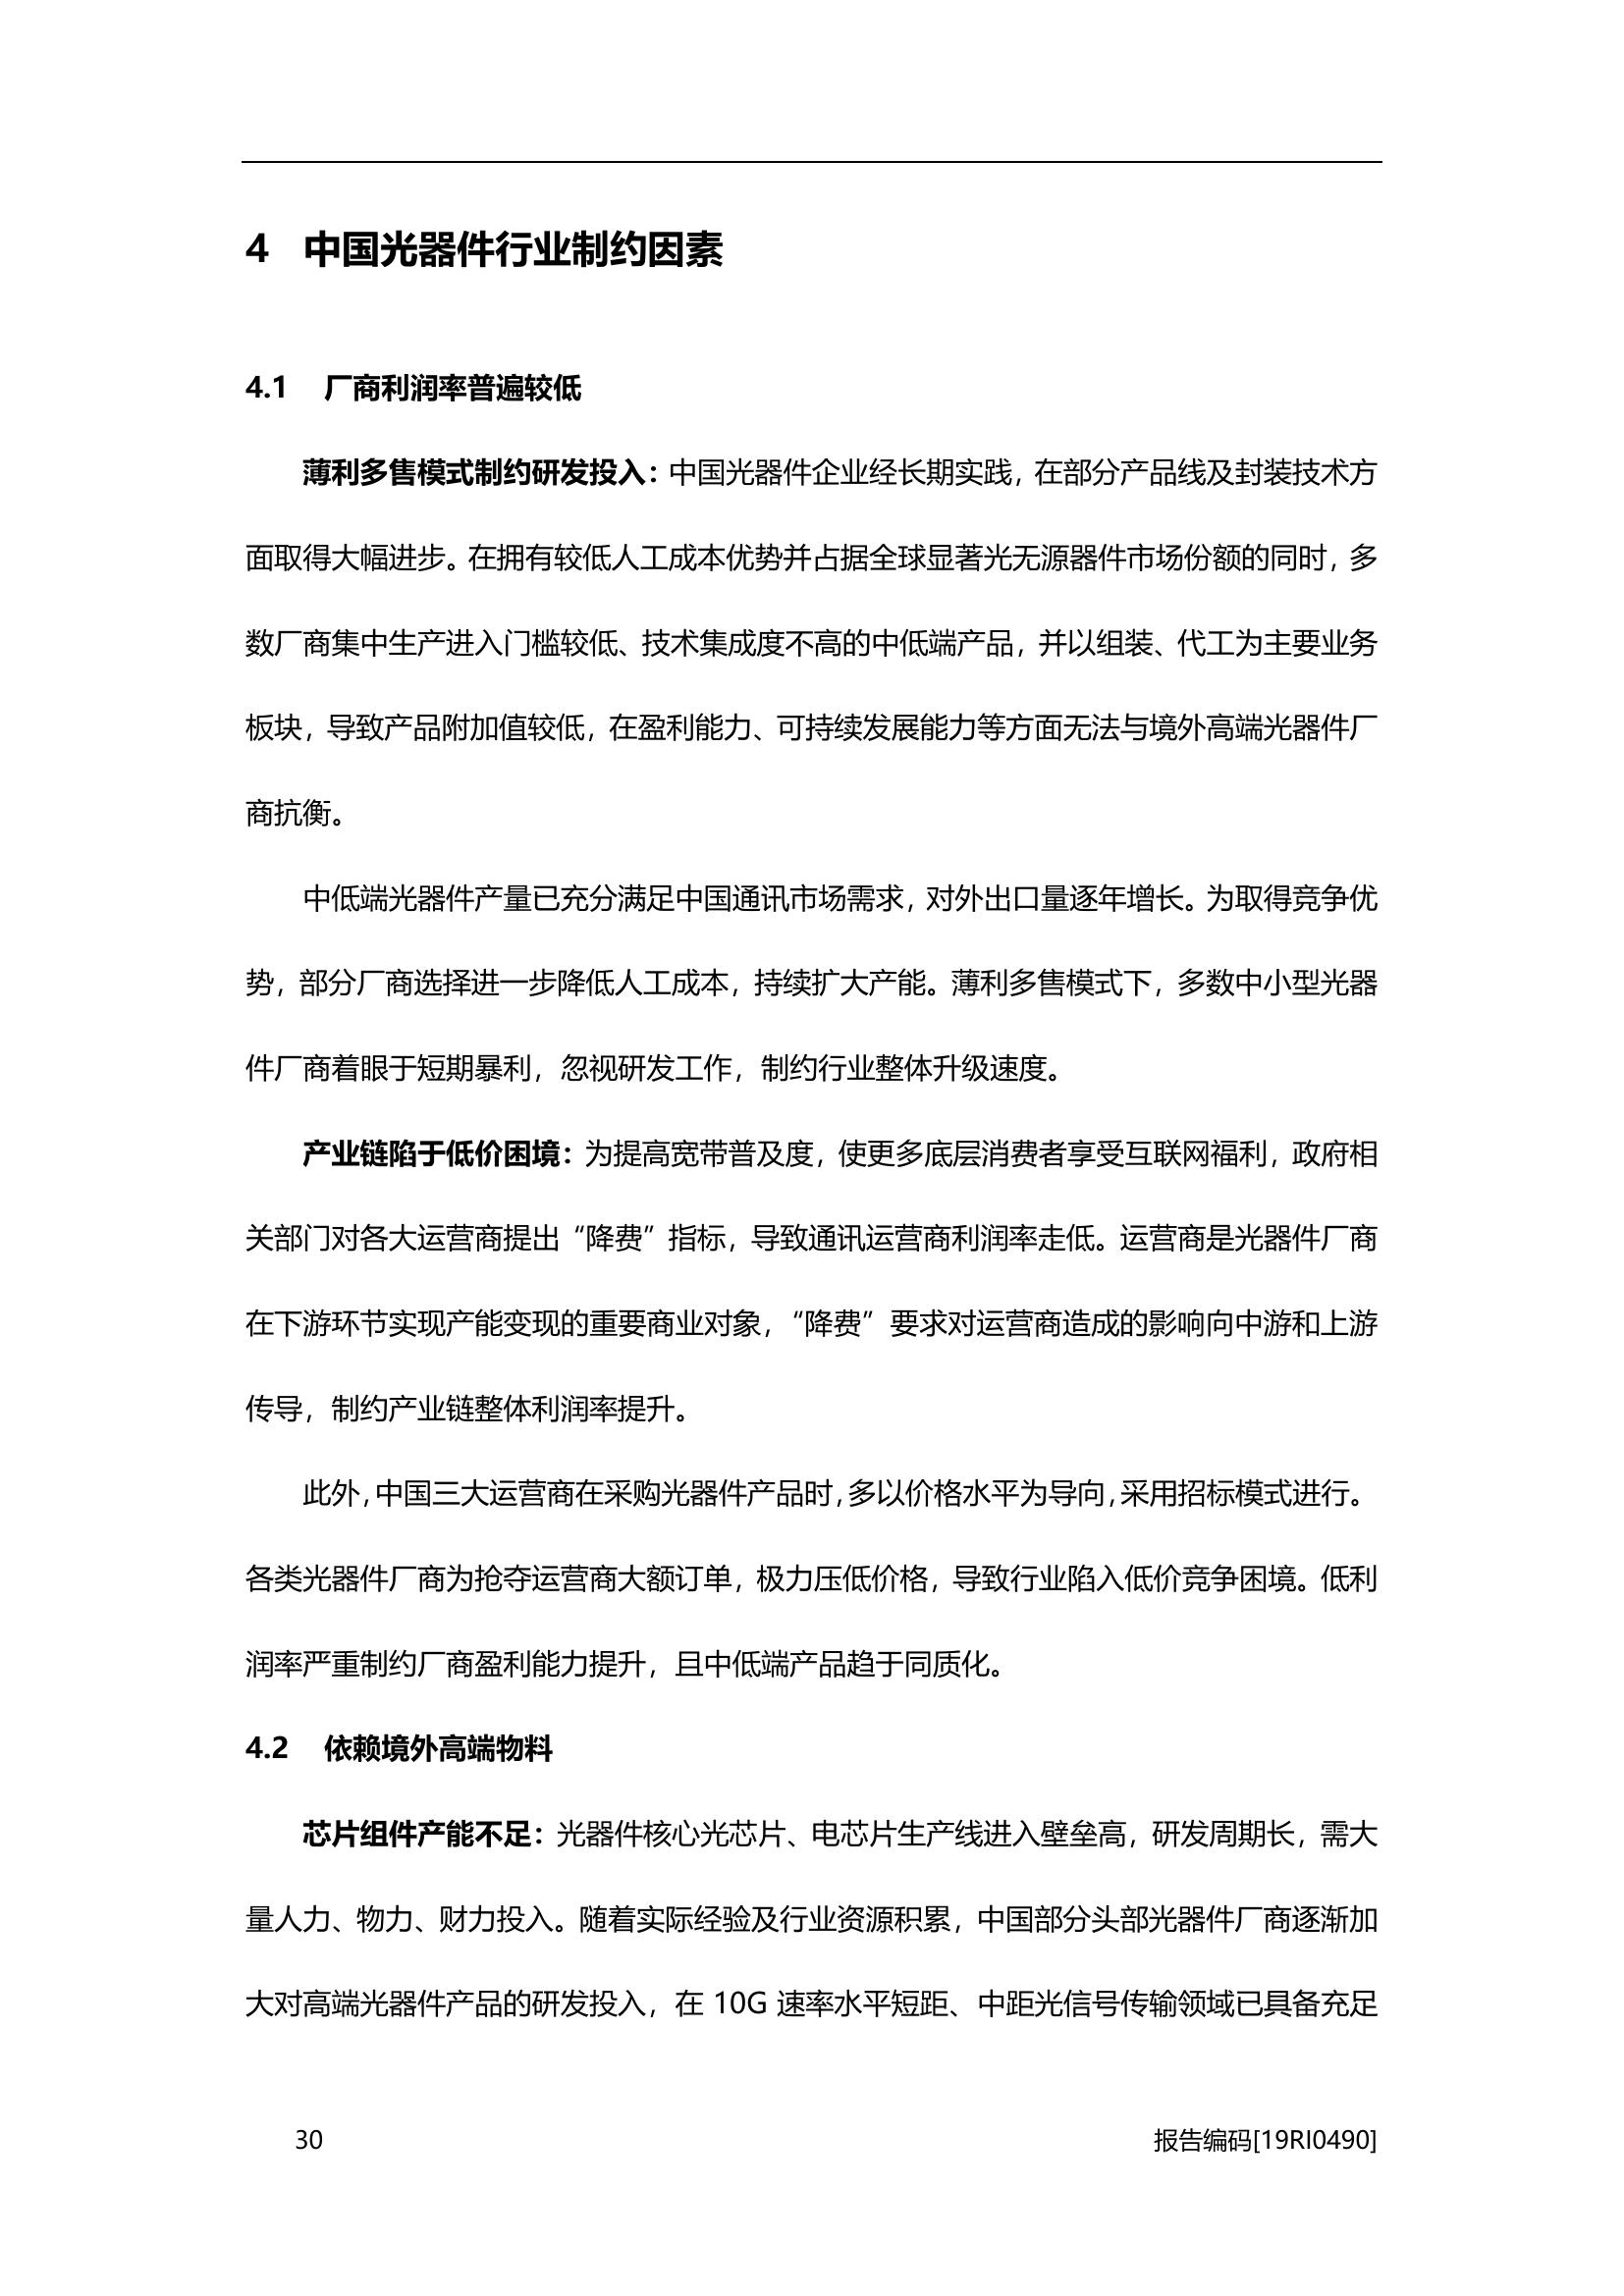 4 中国光器件行业制约因素
4.1 厂商利润率普遍较低
薄利多售模式制约研发投入：中国光器件企业经长期实践，在部分产品线及封装技术方
面取得大幅进步。在拥有较低人工成本优势并占据全球显著光无源器件市场份额的同时，多
数厂商集中生产进入门槛较低、技术集成度不高的中低端产品，并以组装、代工为主要业务
板块，导致产品附加值较低，在盈利能力、可持续发展能力等方面无法与境外高端光器件厂
商抗衡。
中低端光器件产量已充分满足中国通讯市场需求，对外出口量逐年增长。为取得竞争优
势，部分厂商选择进一步降低人工成本，持续扩大产能。薄利多售模式下，多数中小型光器
件厂商着眼于短期暴利，忽视研发工作，制约行业整体升级速度。
产业链陷于低价困境：为提高宽带普及度，使更多底层消费者享受互联网福利，政府相
关部门对各大运营商提出“降费”指标，导致通讯运营商利润率走低。运营商是光器件厂商
在下游环节实现产能变现的重要商业对象，“降费”要求对运营商造成的影响向中游和上游
传导，制约产业链整体利润率提升。
此外，中国三大运营商在采购光器件产品时，多以价格水平为导向，采用招标模式进行。
各类光器件厂商为抢夺运营商大额订单，极力压低价格，导致行业陷入低价竞争困境。低利
润率严重制约厂商盈利能力提升，且中低端产品趋于同质化。
4.2 依赖境外高端物料
芯片组件产能不足：光器件核心光芯片、电芯片生产线进入壁垒高，研发周期长，需大
量人力、物力、财力投入。随着实际经验及行业资源积累，中国部分头部光器件厂商逐渐加
大对高端光器件产品的研发投入，在 10G 速率水平短距、中距光信号传输领域已具备充足
30 报告编码[19RI0490]